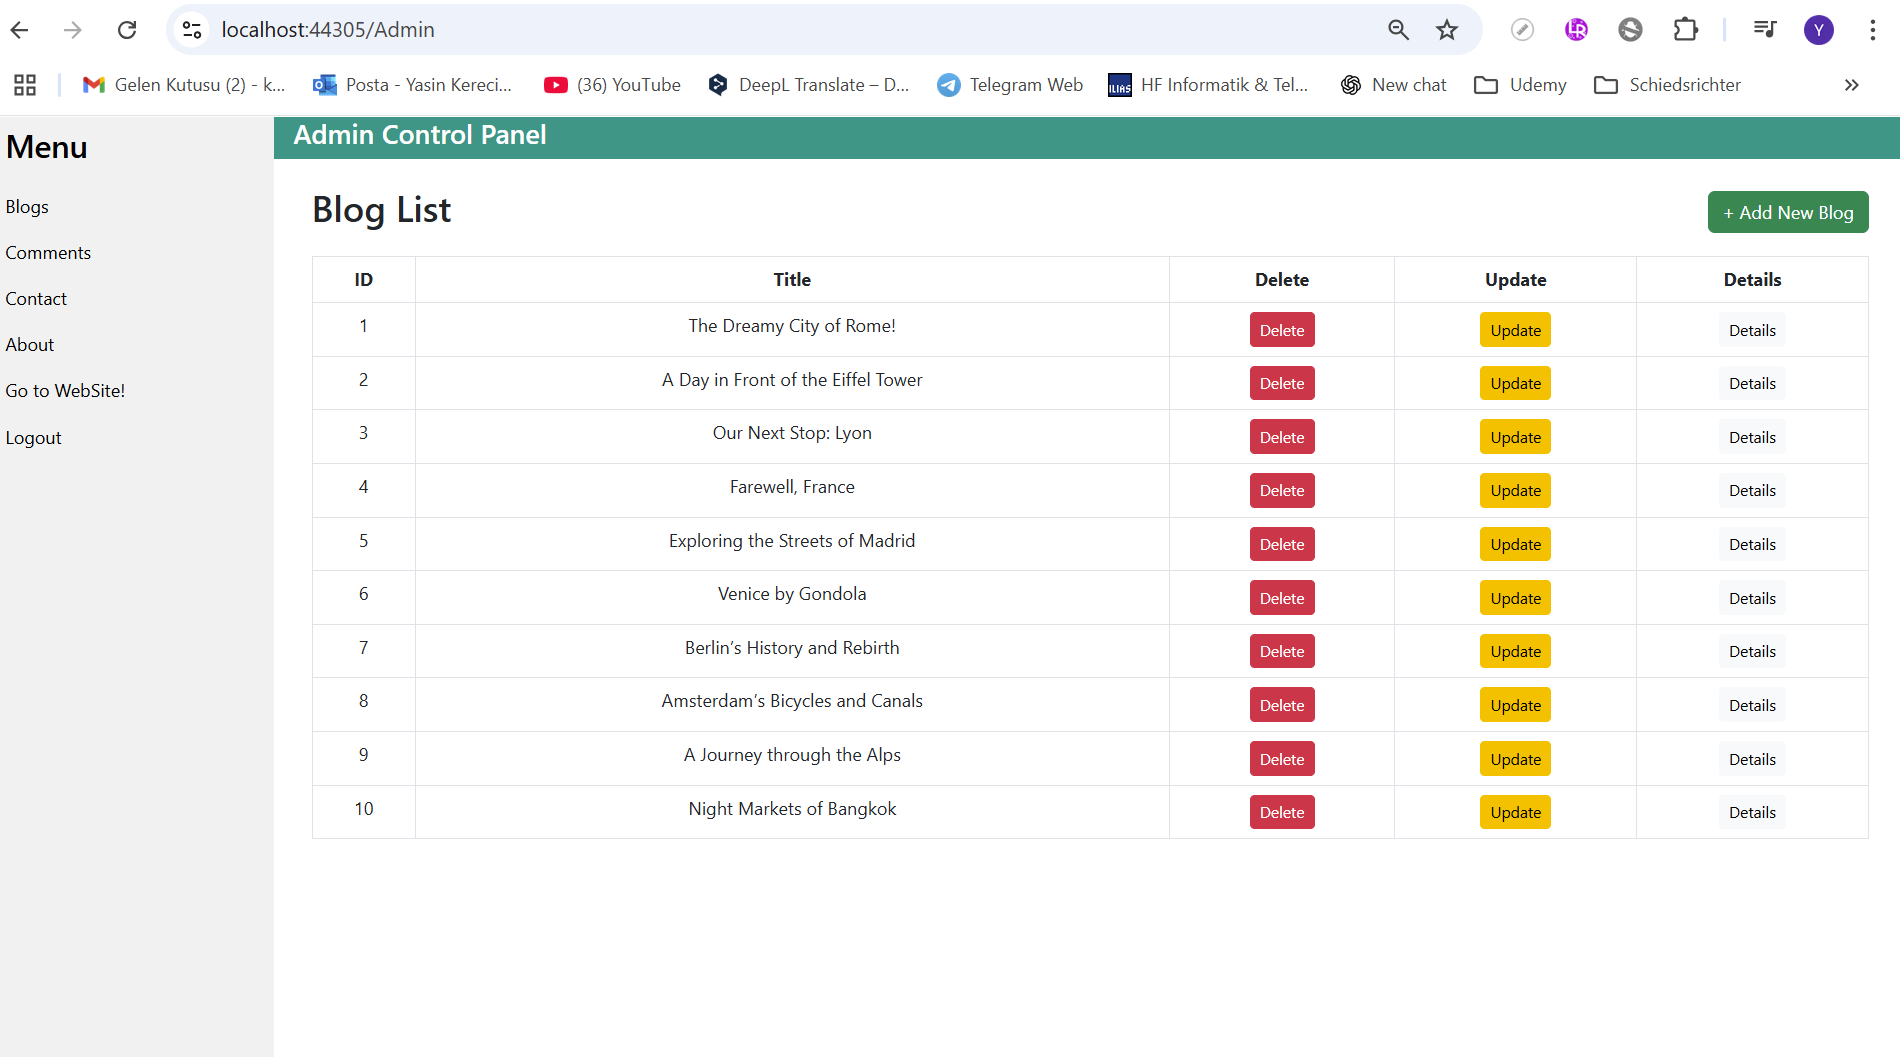 localhost:44305/Admin
Y
Gelen Kutusu (2) - k... Posta - Yasin Kereci... (36) YouTube DeepL Translate – D... Telegram Web ILIAS HF Informatik & Tel... New chat Udemy Schiedsrichter
Menu
Blogs
Comments
Contact
About
Go to WebSite!
Logout
Admin Control Panel
Blog List
+ Add New Blog
ID Title Delete Update Details
1 The Dreamy City of Rome! Delete Update Details
2 A Day in Front of the Eiffel Tower Delete Update Details
3 Our Next Stop: Lyon Delete Update Details
4 Farewell, France Delete Update Details
5 Exploring the Streets of Madrid Delete Update Details
6 Venice by Gondola Delete Update Details
7 Berlin’s History and Rebirth Delete Update Details
8 Amsterdam’s Bicycles and Canals Delete Update Details
9 A Journey through the Alps Delete Update Details
10 Night Markets of Bangkok Delete Update Details